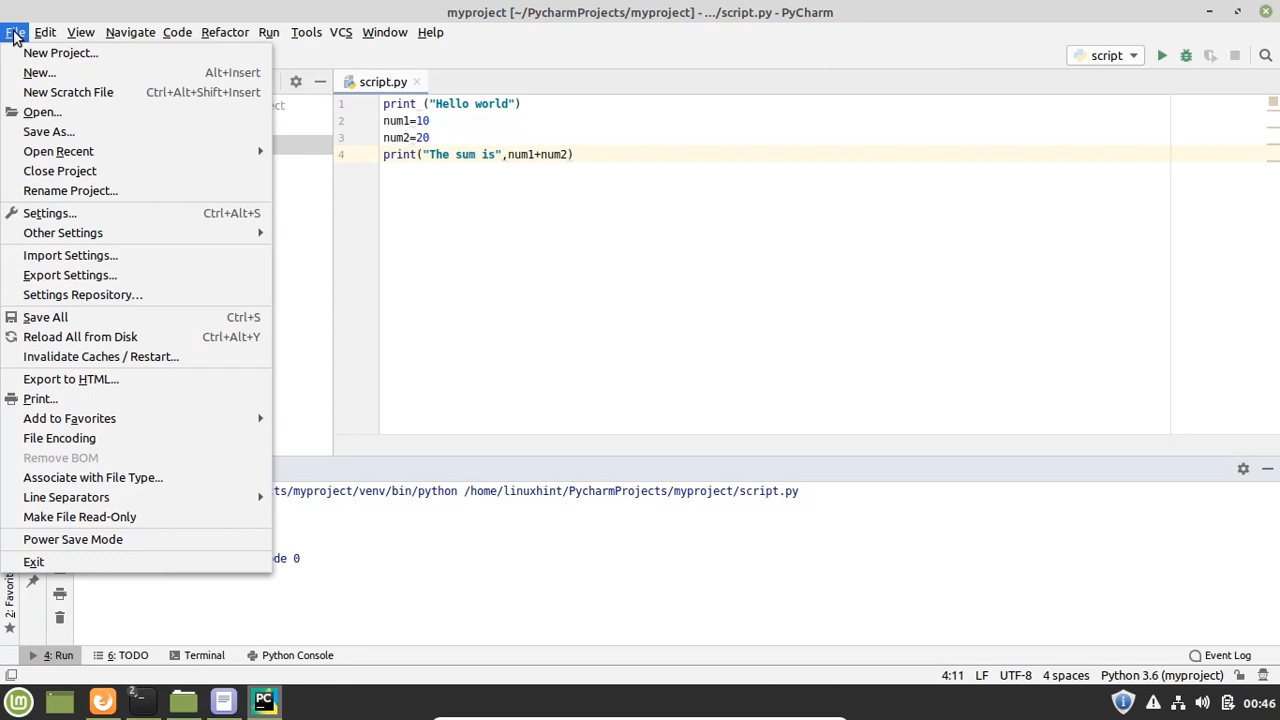 myproject [~/PycharmProjects/myproject] - .../script.py - PyCharm
File Edit View Navigate Code Refactor Run Tools VCS Window Help
New Project...
New... Alt+Insert
New Scratch File Ctrl+Alt+Shift+Insert
Open...
Save As...
Open Recent
Close Project
Rename Project...
Settings... Ctrl+Alt+S
Other Settings
Import Settings...
Export Settings...
Settings Repository...
Save All Ctrl+S
Reload All from Disk Ctrl+Alt+Y
Invalidate Caches / Restart...
Export to HTML...
Print...
Add to Favorites
File Encoding
Remove BOM
Associate with File Type...
Line Separators
Make File Read-Only
Power Save Mode
Exit
script
script.py
1 print ("Hello world")
2 num1=10
3 num2=20
4 print("The sum is",num1+num2)
ts/myproject/venv/bin/python /home/linuxhint/PycharmProjects/myproject/script.py
ode 0
2: Favorit
4: Run 6: TODO Terminal Python Console Event Log
4:11 LF UTF-8 4 spaces Python 3.6 (myproject)
PC 00:46